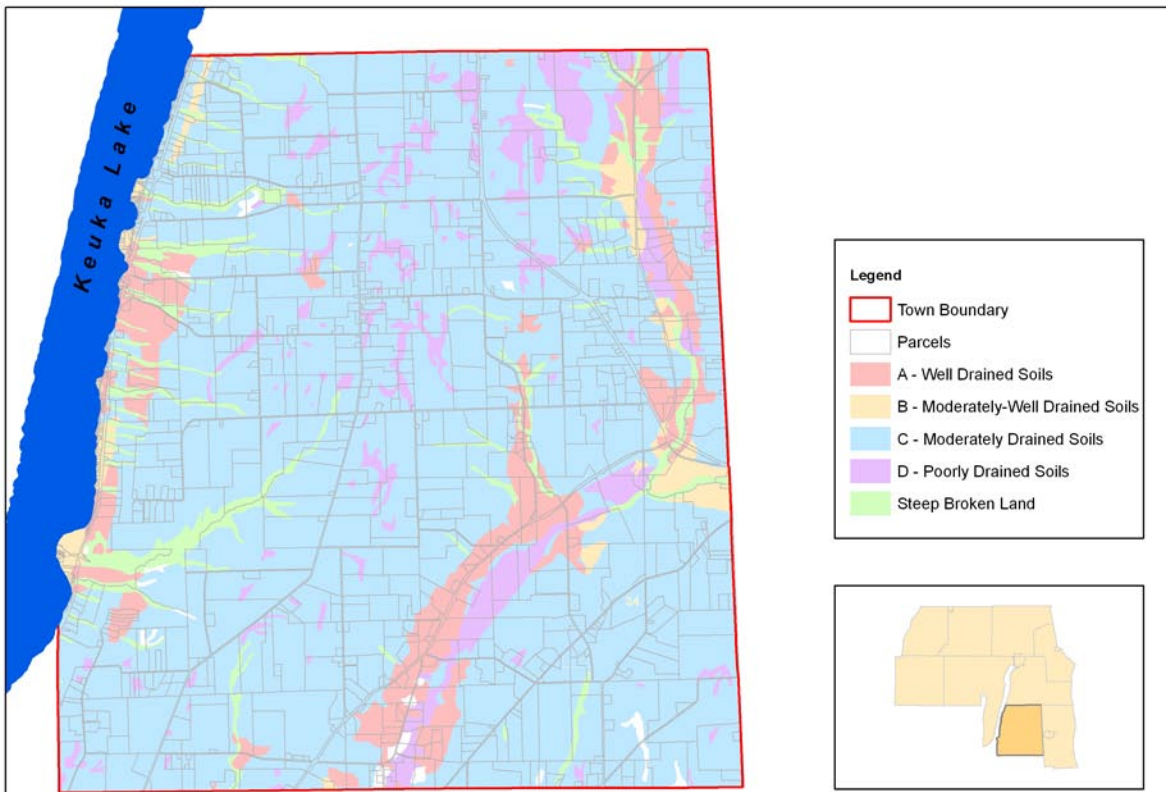 Keuka Lake
Legend
Town Boundary
Parcels
A - Well Drained Soils
B - Moderately-Well Drained Soils
C - Moderately Drained Soils
D - Poorly Drained Soils
Steep Broken Land